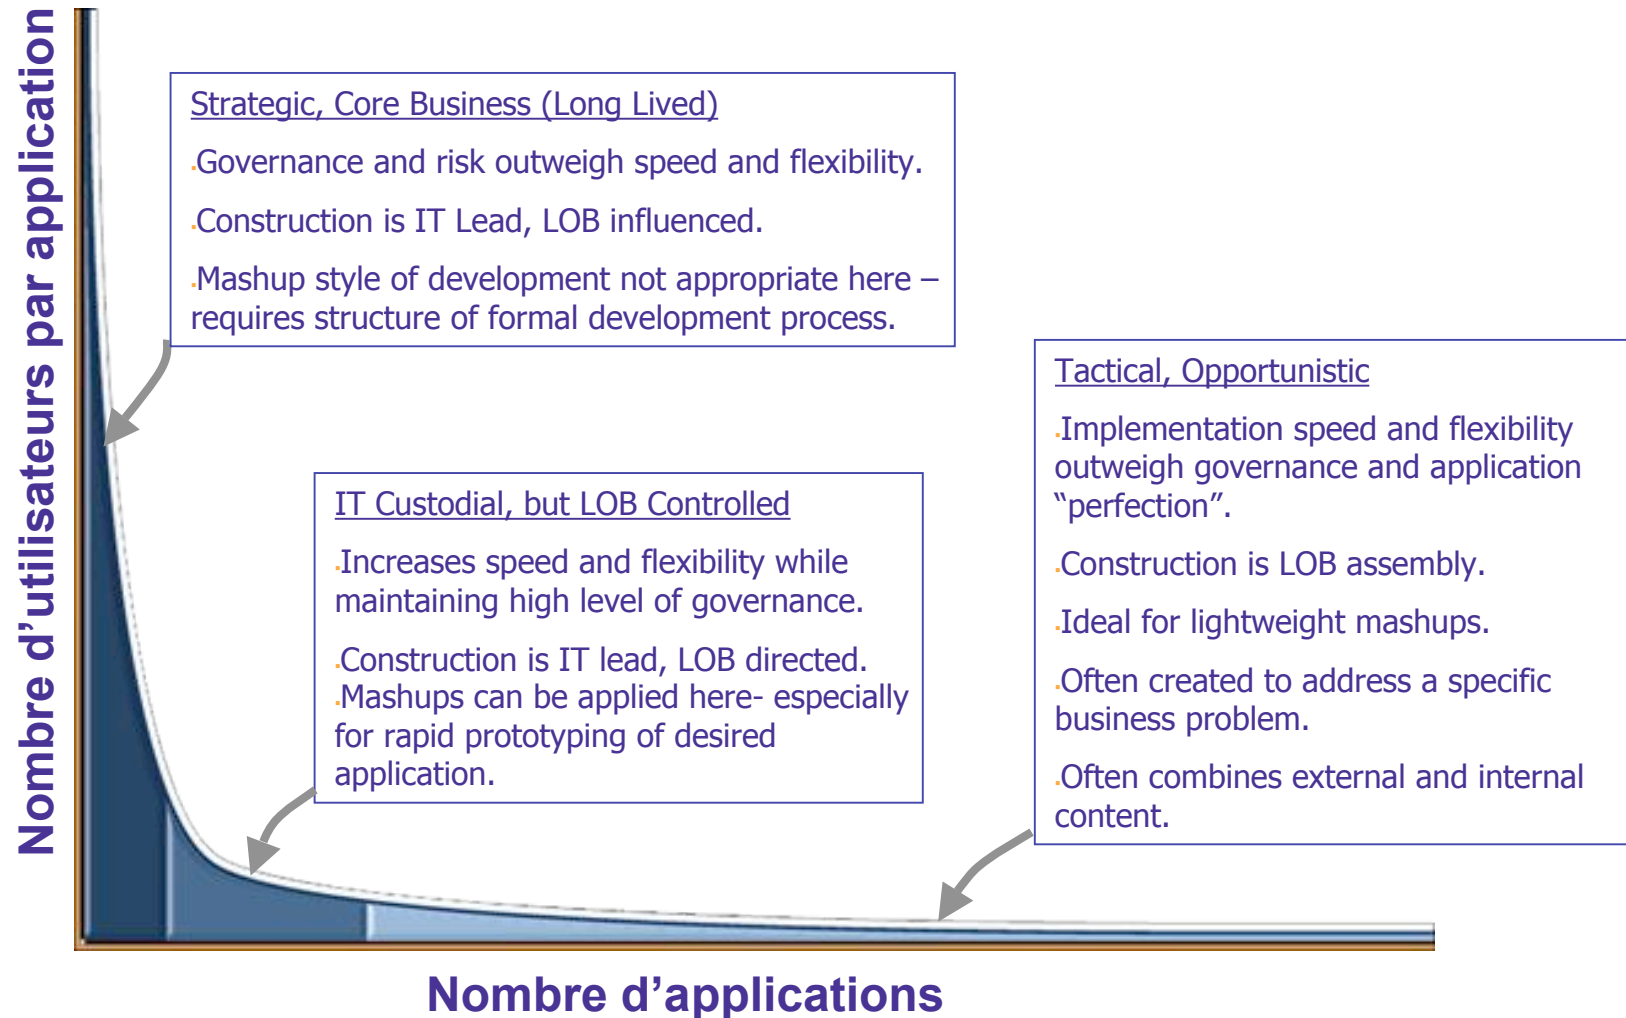 Nombre d’utilisateurs par application
Strategic, Core Business (Long Lived)
.Governance and risk outweigh speed and flexibility.
.Construction is IT Lead, LOB influenced.
.Mashup style of development not appropriate here –
requires structure of formal development process.
IT Custodial, but LOB Controlled
.Increases speed and flexibility while
maintaining high level of governance.
.Construction is IT lead, LOB directed.
.Mashups can be applied here- especially
for rapid prototyping of desired
application.
Tactical, Opportunistic
.Implementation speed and flexibility
outweigh governance and application
“perfection”.
.Construction is LOB assembly.
.Ideal for lightweight mashups.
.Often created to address a specific
business problem.
.Often combines external and internal
content.
Nombre d’applications